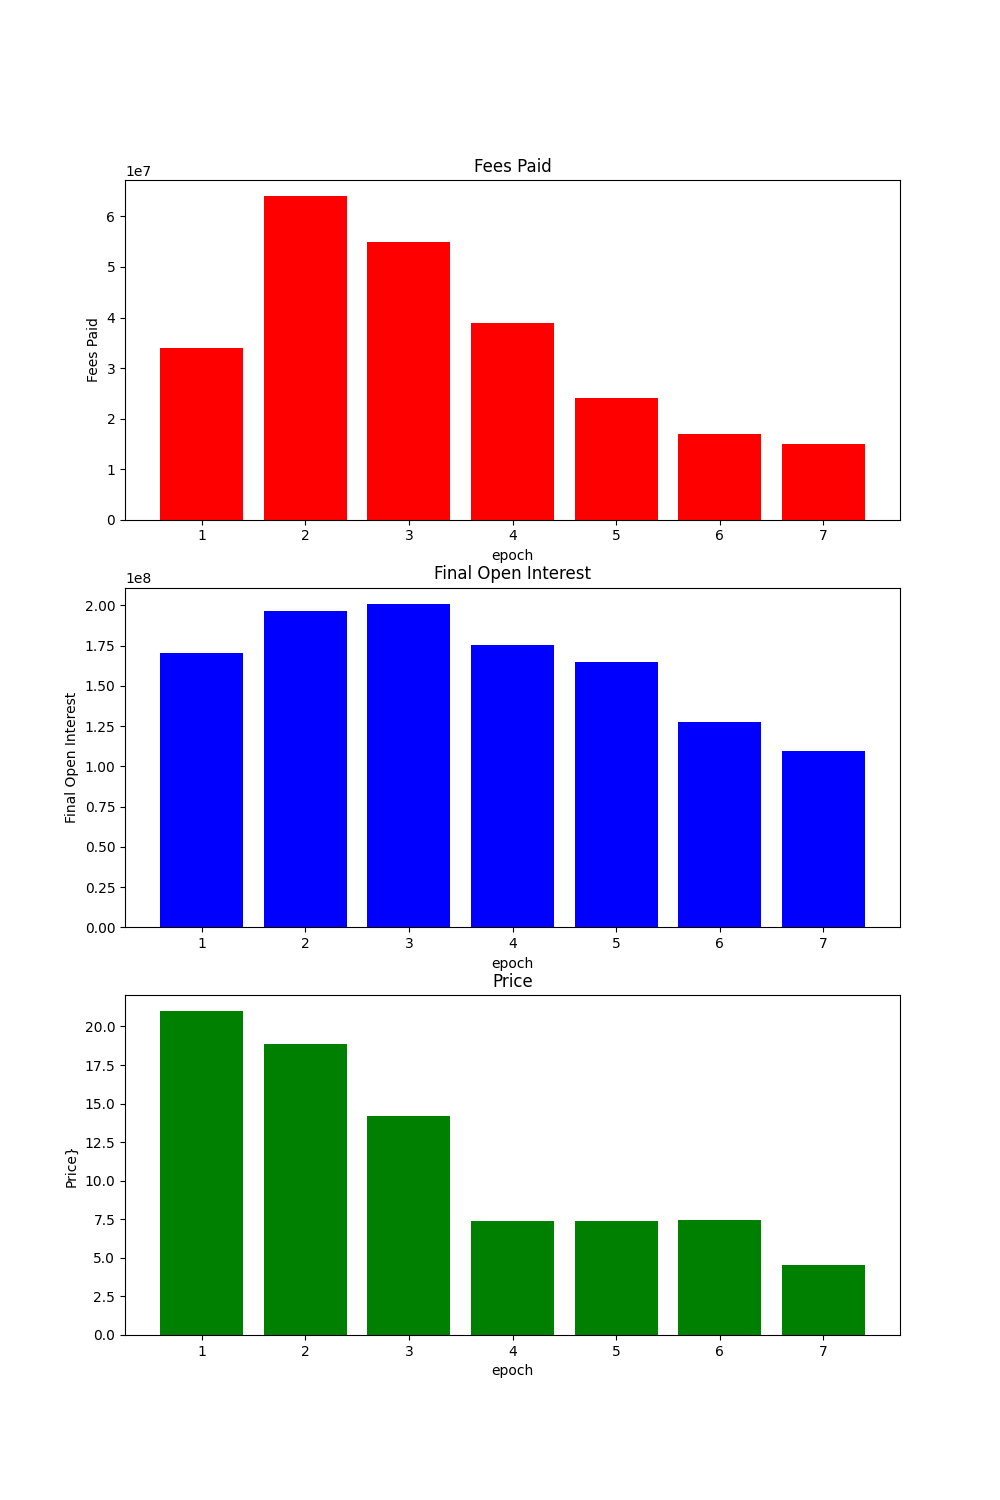 Fees Paid
1e7
6
5
4
3
2
1
0
Fees Paid
1 2 3 4 5 6 7
epoch
Final Open Interest
1e8
2.00
1.75
1.50
1.25
1.00
0.75
0.50
0.25
0.00
Final Open Interest
1 2 3 4 5 6 7
epoch
Price
20.0
17.5
15.0
12.5
10.0
7.5
5.0
2.5
0.0
Price}
1 2 3 4 5 6 7
epoch